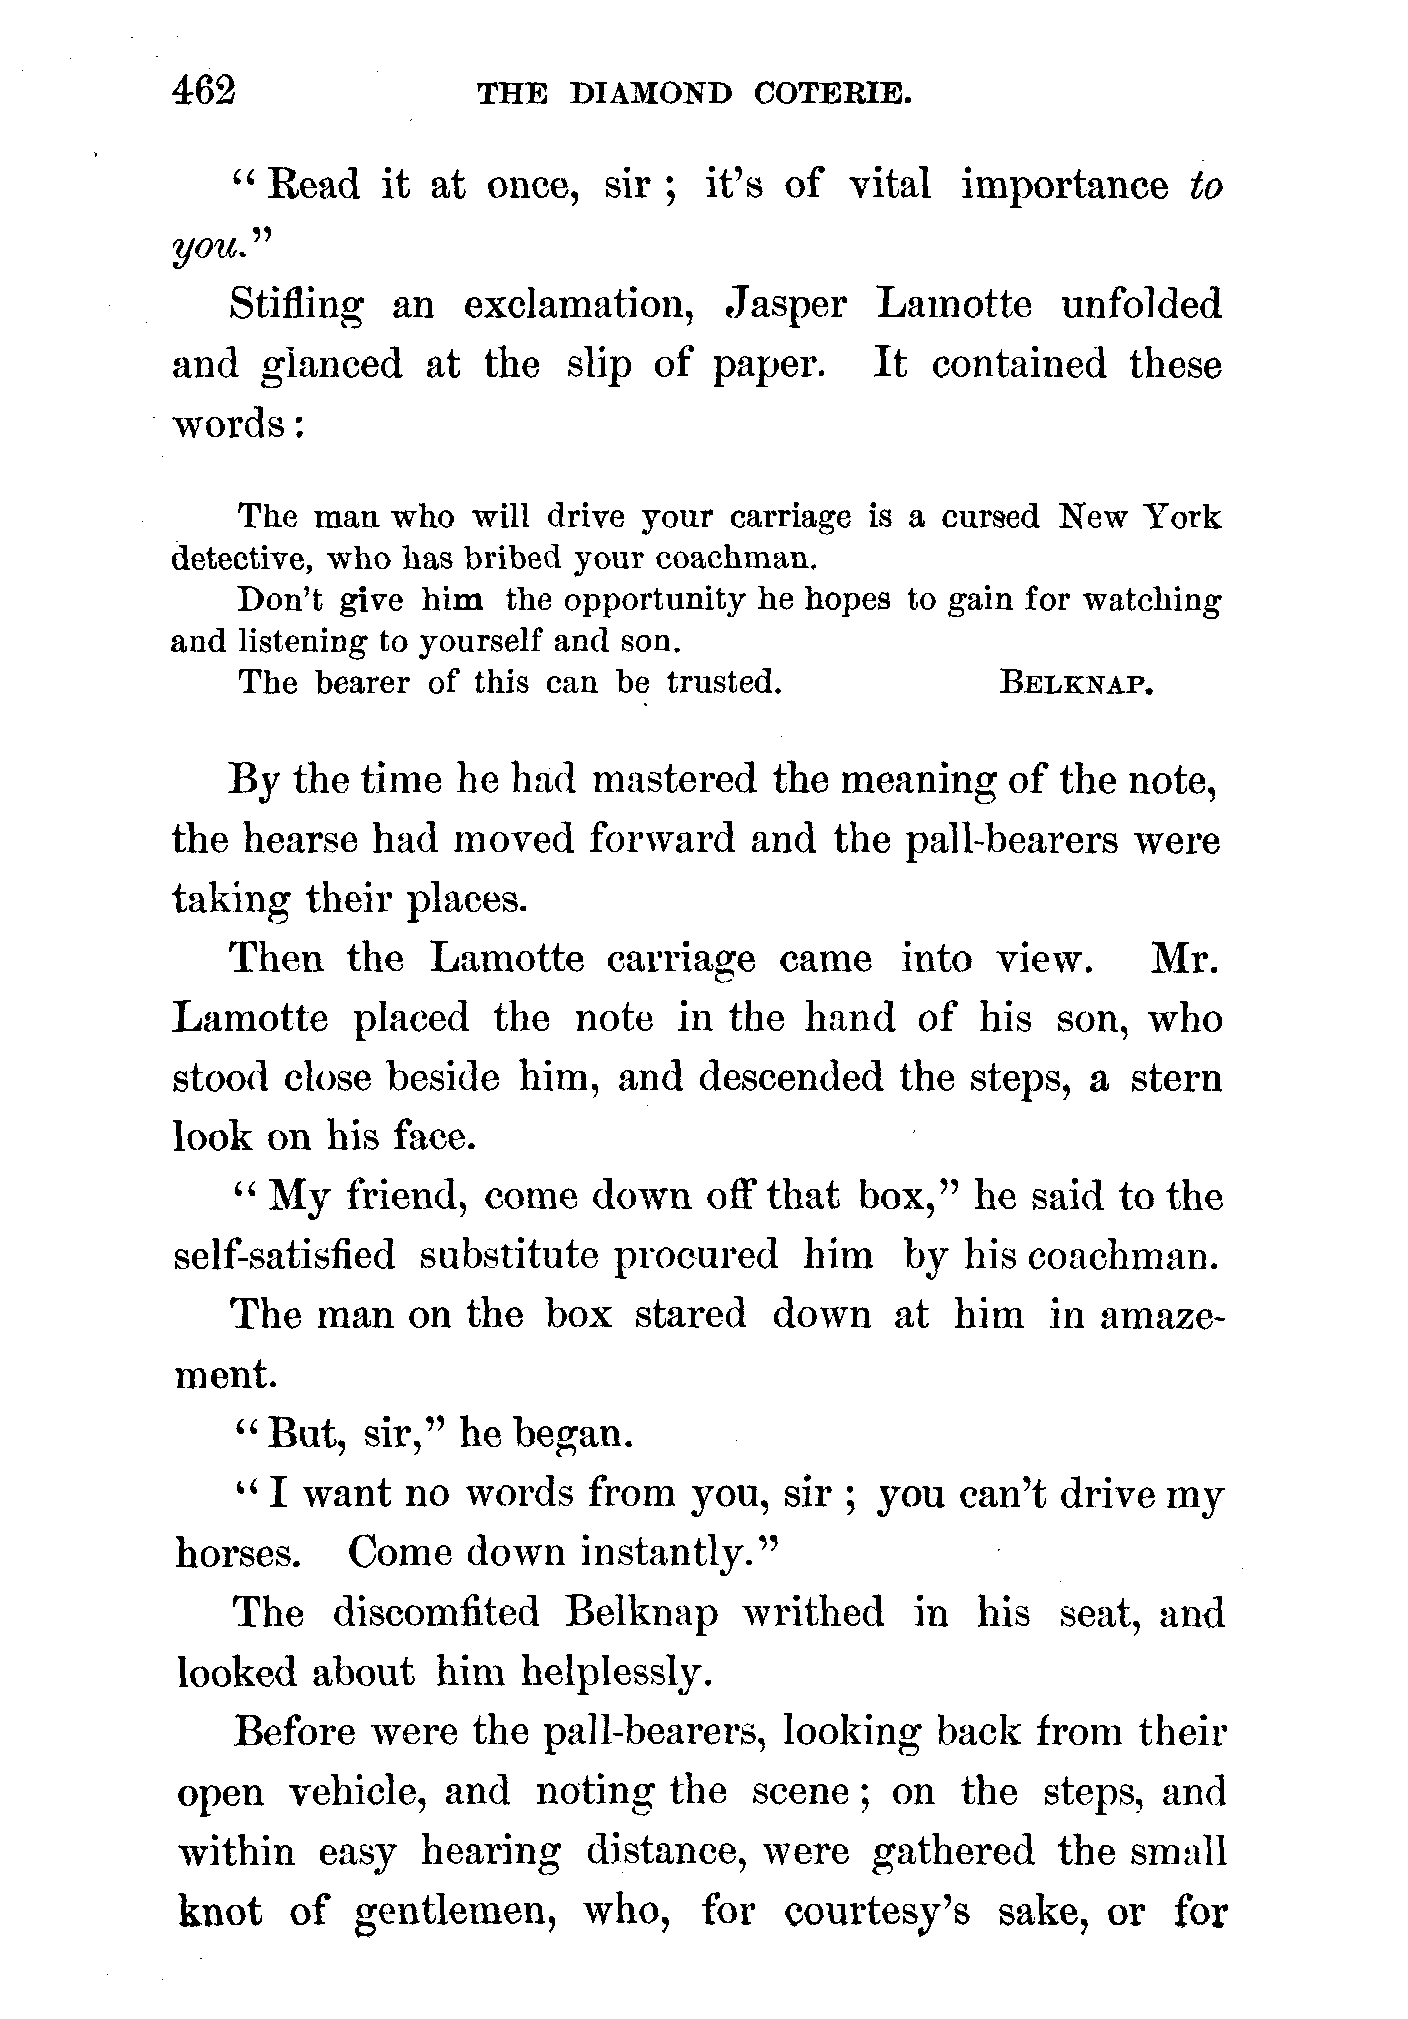 462 THE DIAMOND COTERIE.
“ Read it at once, sir ; it’s of vital importance to
you.”
Stifling an exclamation, Jasper Lamotte unfolded
and glanced at the slip of paper. It contained these
words :
The man who will drive your carriage is a cursed New York
detective, who has bribed your coachman.
Don’t give him the opportunity he hopes to gain for watching
and listening to yourself and son.
The bearer of this can be trusted. BELKNAP.
By the time he had mastered the meaning of the note,
the hearse had moved forward and the pall-bearers were
taking their places.
Then the Lamotte carriage came into view. Mr.
Lamotte placed the note in the hand of his son, who
stood close beside him, and descended the steps, a stern
look on his face.
“ My friend, come down off that box,” he said to the
self-satisfied substitute procured him by his coachman.
The man on the box stared down at him in amaze-
ment.
“ But, sir,” he began.
“ I want no words from you, sir ; you can’t drive my
horses. Come down instantly.”
The discomfited Belknap writhed in his seat, and
looked about him helplessly.
Before were the pall-bearers, looking back from their
open vehicle, and noting the scene ; on the steps, and
within easy hearing distance, were gathered the small
knot of gentlemen, who, for courtesy’s sake, or for